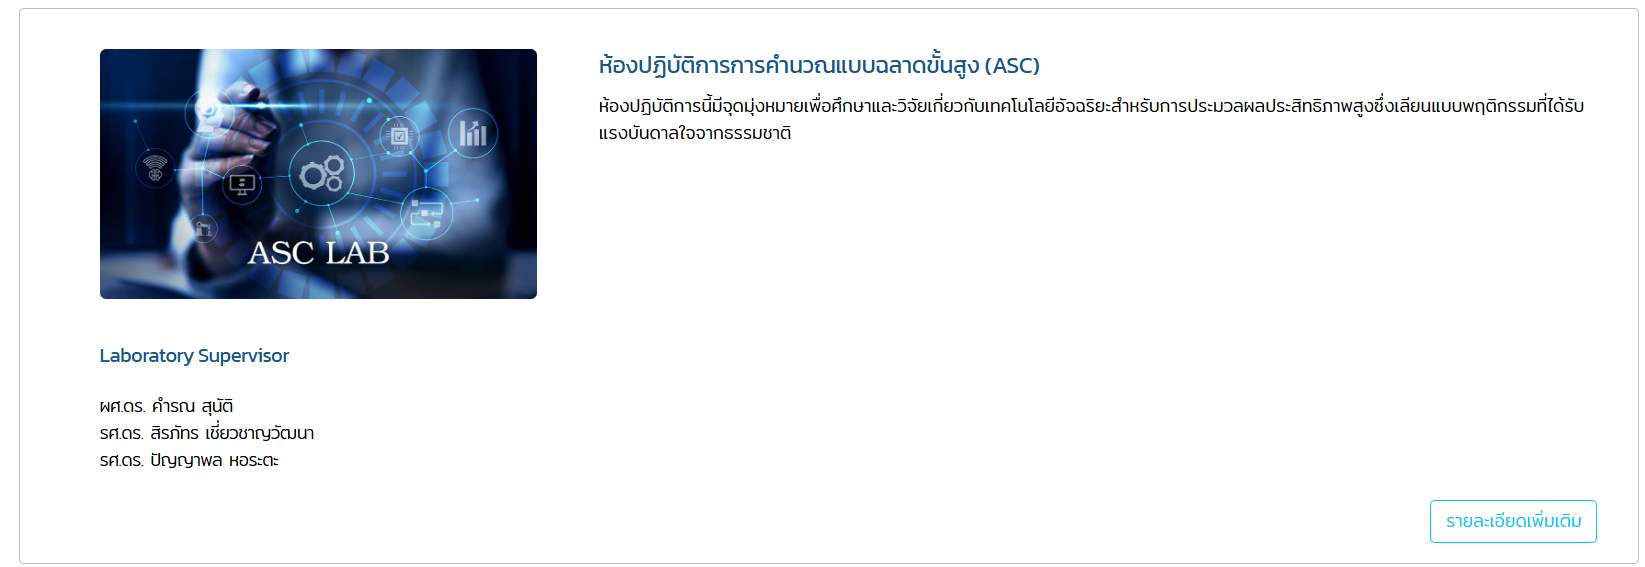 ห้องปฏิบัติการการคำนวณแบบฉลาดขั้นสูง (ASC)
ห้องปฏิบัติการนี้มีจุดมุ่งหมายเพื่อศึกษาและวิจัยเกี่ยวกับเทคโนโลยีอัจฉริยะสำหรับการประมวลผลประสิทธิภาพสูงซึ่งเลียนแบบพฤติกรรมที่ได้รับ
แรงบันดาลใจจากธรรมชาติ
ASC LAB
Laboratory Supervisor
ผศ.ดร. คำรณ สุนัติ
รศ.ดร. สิรภัทร เชี่ยวชาญวัฒนา
รศ.ดร. ปัญญาพล หอระตะ
รายละเอียดเพิ่มเติม